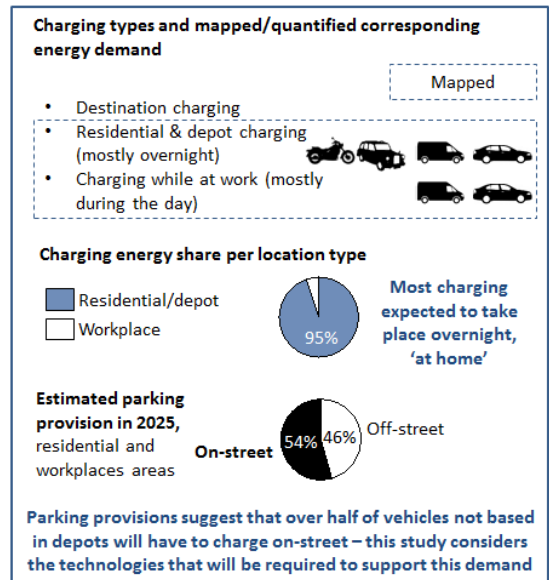 Charging types and mapped/quantified corresponding
energy demand
Mapped
• Destination charging
• Residential & depot charging
(mostly overnight)
• Charging while at work (mostly
during the day)
Charging energy share per location type
Residential/depot
Workplace
95%
Most charging
expected to take
place overnight,
‘at home’
Estimated parking
provision in 2025,
residential and
workplaces areas
On-street
54%
46%
Off-street
Parking provisions suggest that over half of vehicles not based
in depots will have to charge on-street – this study considers
the technologies that will be required to support this demand